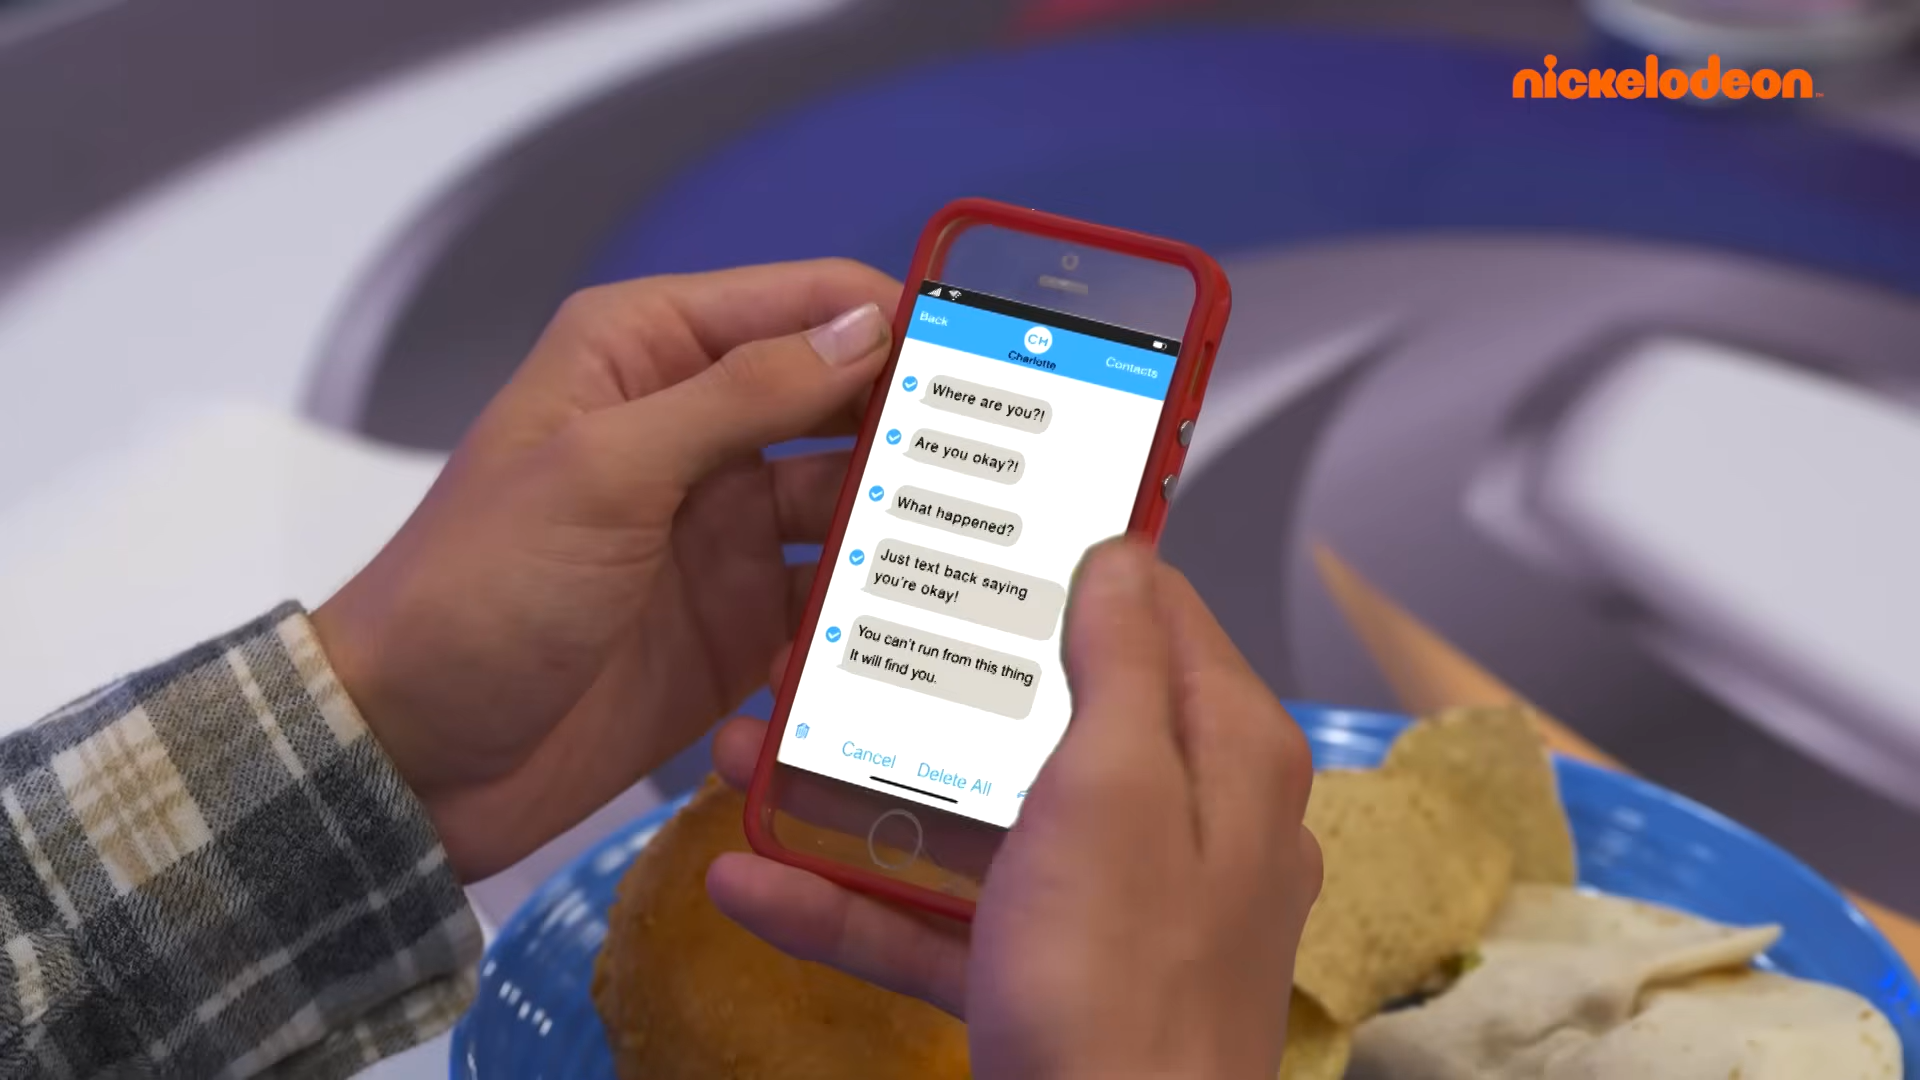 nickelodeon
Back
CH
Charlotte
Contacts
Where are you?!
Are you okay?!
What happened?
Just text back saying
you're okay!
You can't run from this thing
It will find you.
Cancel
Delete All